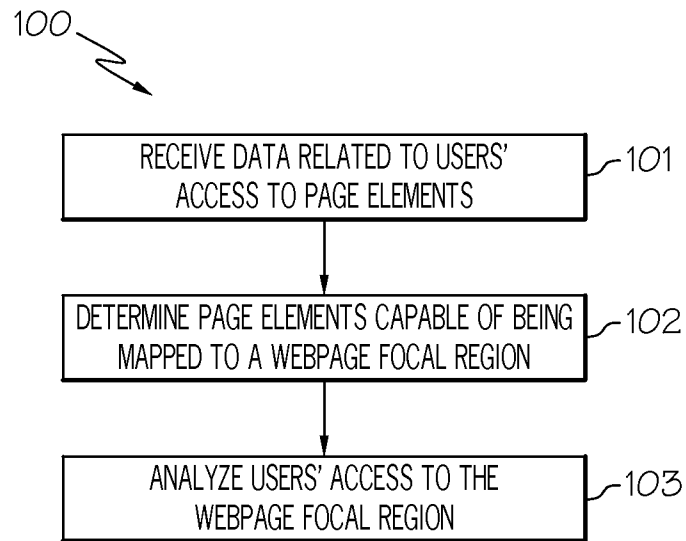 100
RECEIVE DATA RELATED TO USERS'
ACCESS TO PAGE ELEMENTS
101
DETERMINE PAGE ELEMENTS CAPABLE OF BEING
MAPPED TO A WEBPAGE FOCAL REGION
102
ANALYZE USERS' ACCESS TO THE
WEBPAGE FOCAL REGION
103